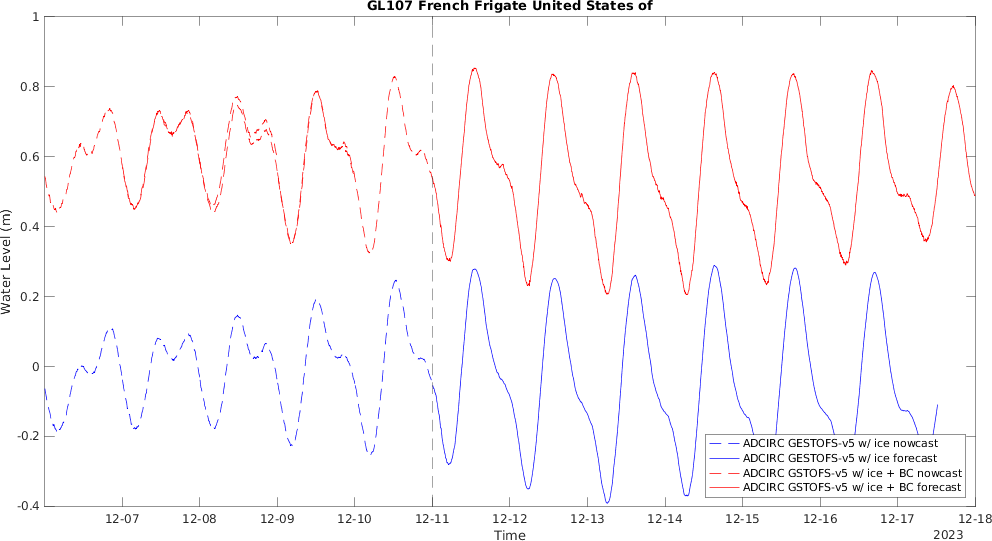 GL107 French Frigate United States of
Water Level (m)
1
0.8
0.6
0.4
0.2
0
-0.2
-0.4
ADCIRC GESTOFS-v5 w/ ice nowcast
ADCIRC GESTOFS-v5 w/ ice forecast
ADCIRC GSTOFS-v5 w/ ice + BC nowcast
ADCIRC GSTOFS-v5 w/ ice + BC forecast
12-07 12-08 12-09 12-10 12-11 12-12 12-13 12-14 12-15 12-16 12-17 12-18
Time
2023